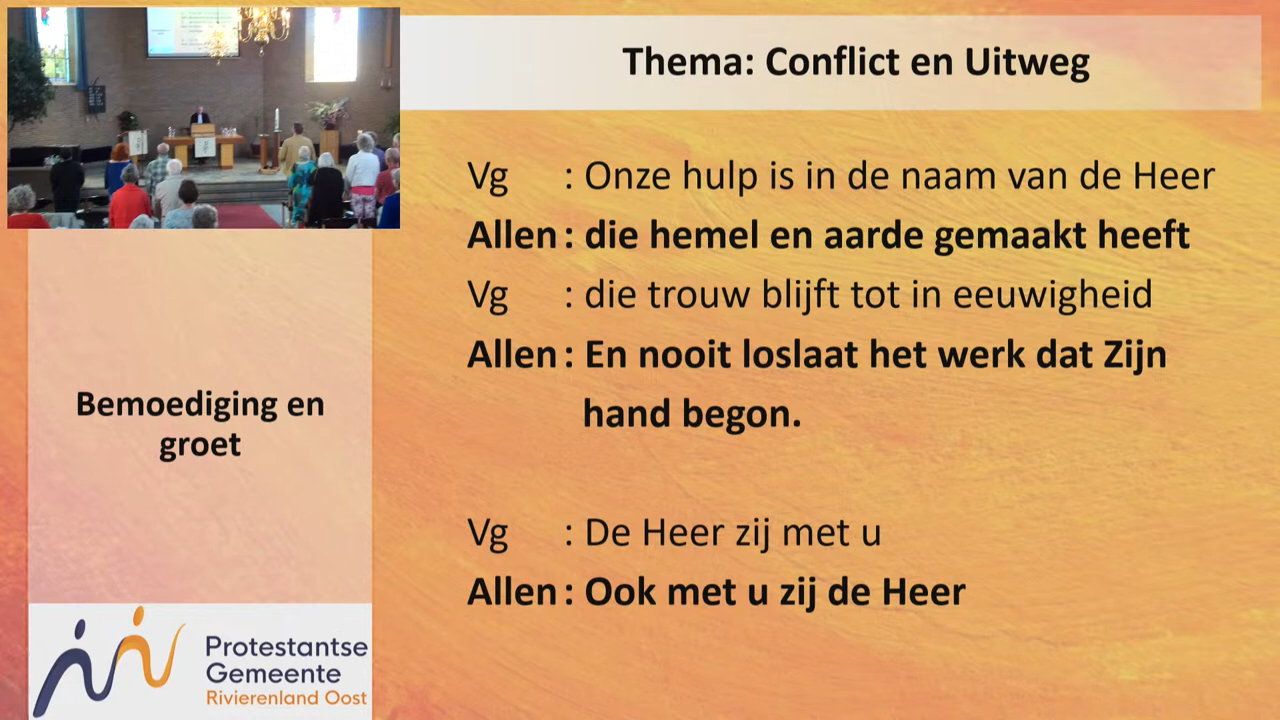 Thema: Conflict en Uitweg
Vg : Onze hulp is in de naam van de Heer
Allen : die hemel en aarde gemaakt heeft
Vg : die trouw blijft tot in eeuwigheid
Allen : En nooit loslaat het werk dat Zijn
hand begon.
Vg : De Heer zij met u
Allen : Ook met u zij de Heer
Bemoediging en
groet
Protestantse
Gemeente
Rivierenland Oost